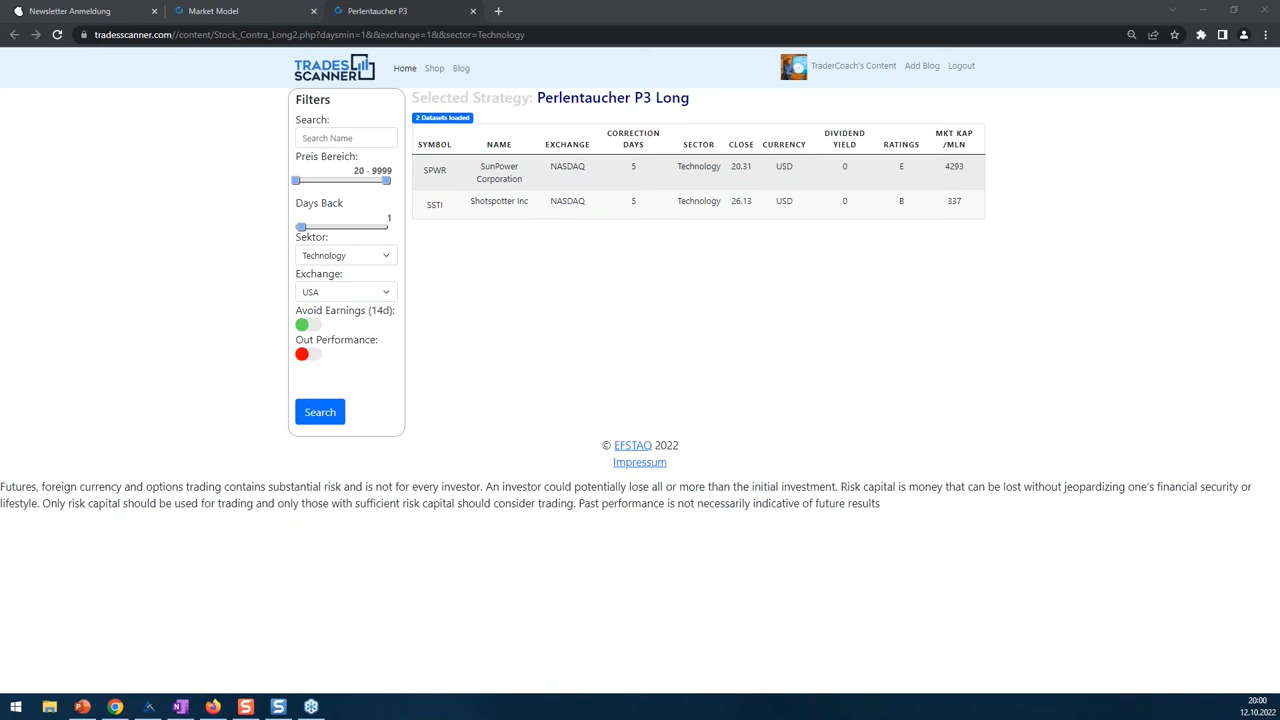 Newsletter Anmeldung
Market Model
Perlentaucher P3
tradesscanner.com//content/Stock_Contra_Long2.php?daysmin=1&&exchange=1&&sector=Technology
TRADES SCANNER
Home Shop Blog
TraderCoach's Content Add Blog Logout
Filters
Search:
Search Name
Preis Bereich:
20 - 9999
Days Back
1
Sektor:
Technology
Exchange:
USA
Avoid Earnings (14d):
Out Performance:
Search
Selected Strategy: Perlentaucher P3 Long
2 Datasets loaded
SYMBOL NAME EXCHANGE CORRECTION DAYS SECTOR CLOSE CURRENCY DIVIDEND YIELD RATINGS MKT KAP /MLN
SPWR SunPower Corporation NASDAQ 5 Technology 20.31 USD 0 E 4293
SSTI Shotspotter Inc NASDAQ 5 Technology 26.13 USD 0 B 337
© EFSTAQ 2022
Impressum
Futures, foreign currency and options trading contains substantial risk and is not for every investor. An investor could potentially lose all or more than the initial investment. Risk capital is money that can be lost without jeopardizing one's financial security or
lifestyle. Only risk capital should be used for trading and only those with sufficient risk capital should consider trading. Past performance is not necessarily indicative of future results
20:00
12.10.2022